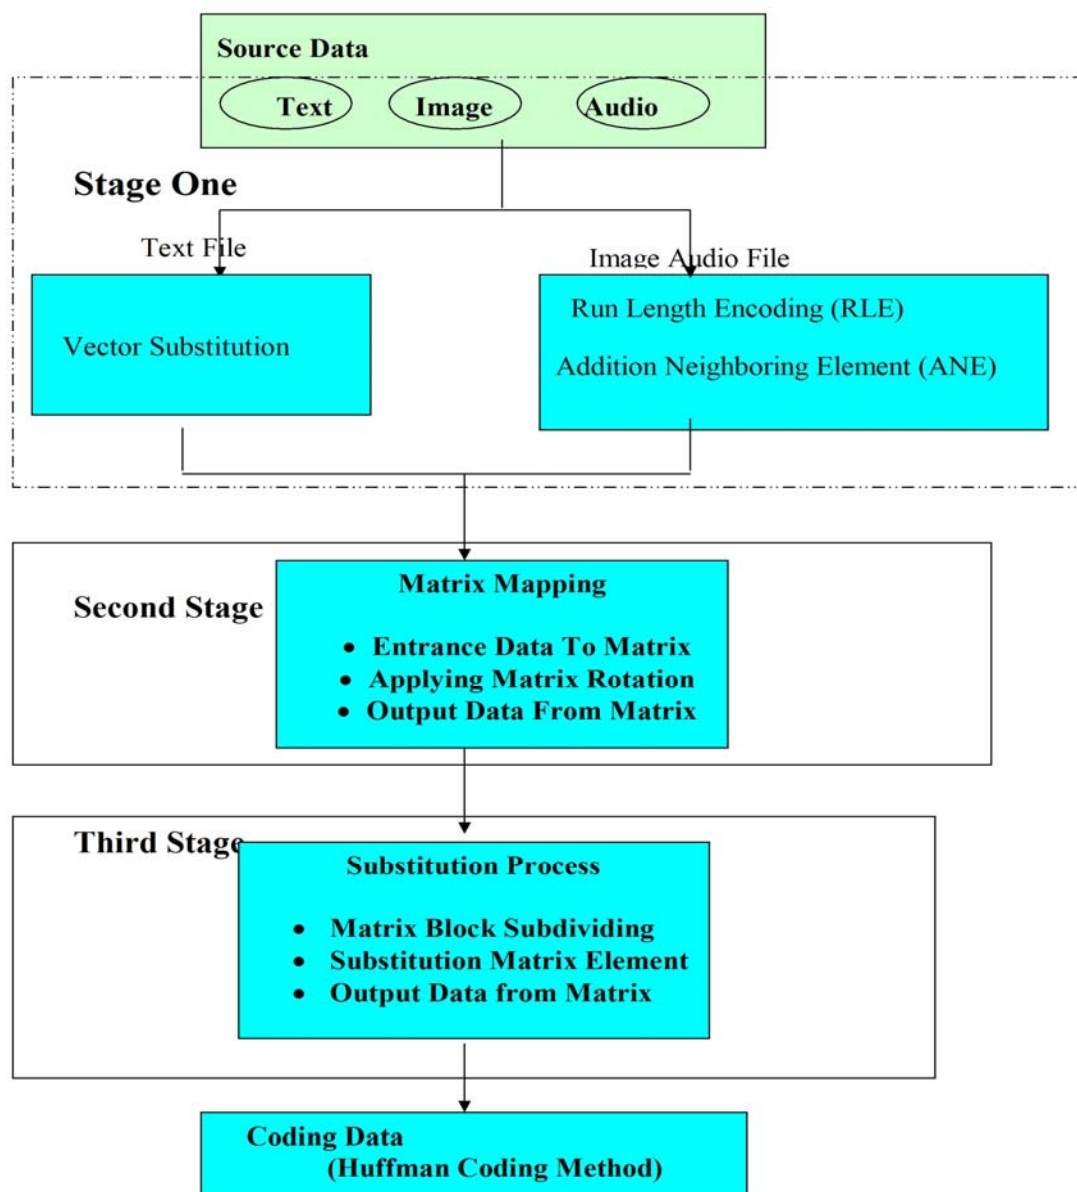 Source Data
Text Image Audio
Stage One
Text File
Image Audio File
Vector Substitution
Run Length Encoding (RLE)
Addition Neighboring Element (ANE)
Second Stage
Matrix Mapping
• Entrance Data To Matrix
• Applying Matrix Rotation
• Output Data From Matrix
Third Stage
Substitution Process
• Matrix Block Subdividing
• Substitution Matrix Element
• Output Data from Matrix
Coding Data
(Huffman Coding Method)